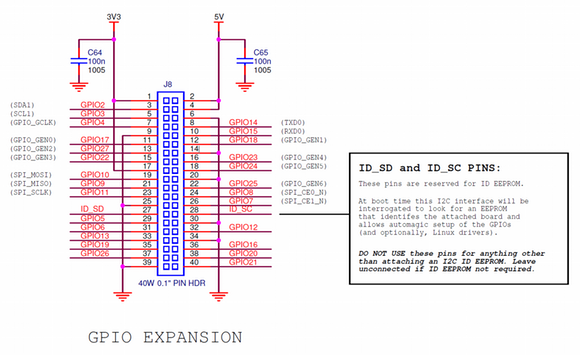 3V3
5V
C64
100n
1005
C65
100n
1005
J8
1 2
(SDA1) GPIO2 3 4
(SCL1) GPIO3 5 6
(GPIO_GCLK) GPIO4 7 8 GPIO14 (TXD0)
9 10 GPIO15 (RXD0)
(GPIO_GEN0) GPIO17 11 12 GPIO18 (GPIO_GEN1)
(GPIO_GEN2) GPIO27 13 14
(GPIO_GEN3) GPIO22 15 16 GPIO23 (GPIO_GEN4)
17 18 GPIO24 (GPIO_GEN5)
(SPI_MOSI) GPIO10 19 20
(SPI_MISO) GPIO9 21 22 GPIO25 (GPIO_GEN6)
(SPI_SCLK) GPIO11 23 24 GPIO8 (SPI_CE0_N)
25 26 GPIO7 (SPI_CE1_N)
ID_SD 27 28 ID_SC
GPIO5 29 30
GPIO6 31 32 GPIO12
GPIO13 33 34
GPIO19 35 36 GPIO16
GPIO26 37 38 GPIO20
39 40 GPIO21
40W 0.1" PIN HDR
ID_SD and ID_SC PINS:
These pins are reserved for ID EEPROM.
At boot time this I2C interface will be
interrogated to look for an EEPROM
that identifes the attached board and
allows automagic setup of the GPIOs
(and optionally, Linux drivers).
DO NOT USE these pins for anything other
than attaching an I2C ID EEPROM. Leave
unconnected if ID EEPROM not required.
GPIO EXPANSION